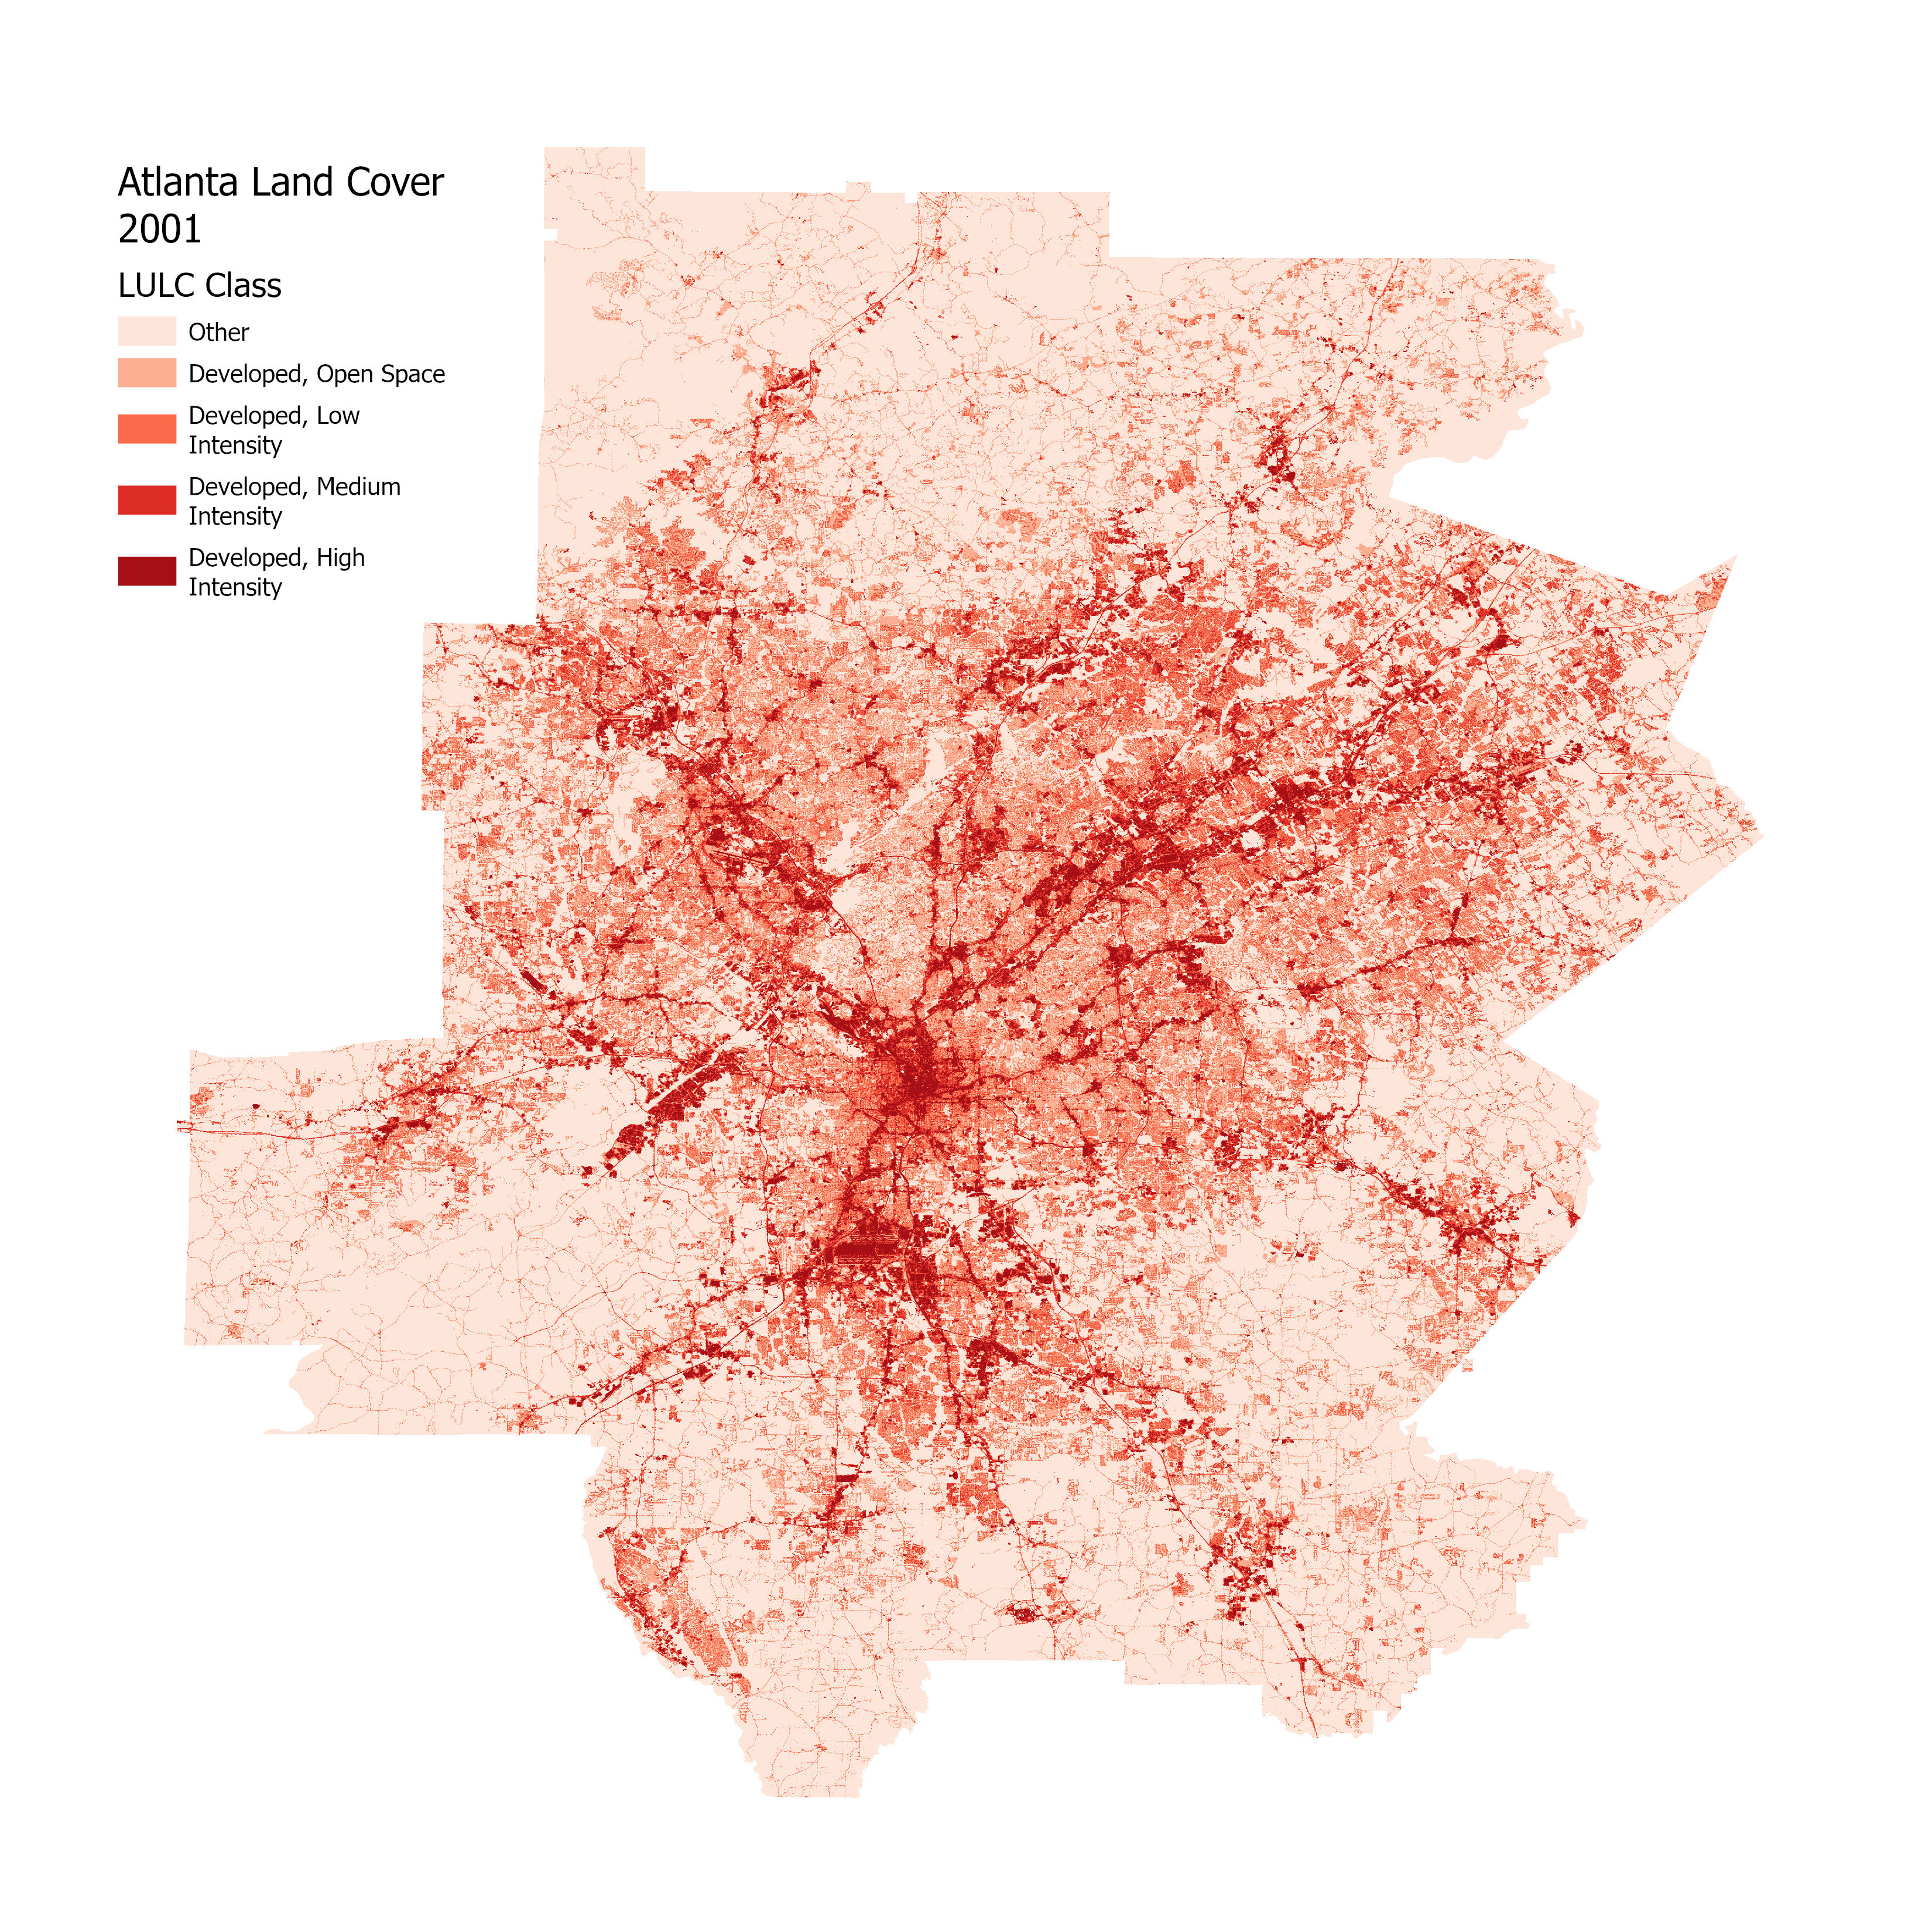 Atlanta Land Cover
2001
LULC Class
Other
Developed, Open Space
Developed, Low
Intensity
Developed, Medium
Intensity
Developed, High
Intensity